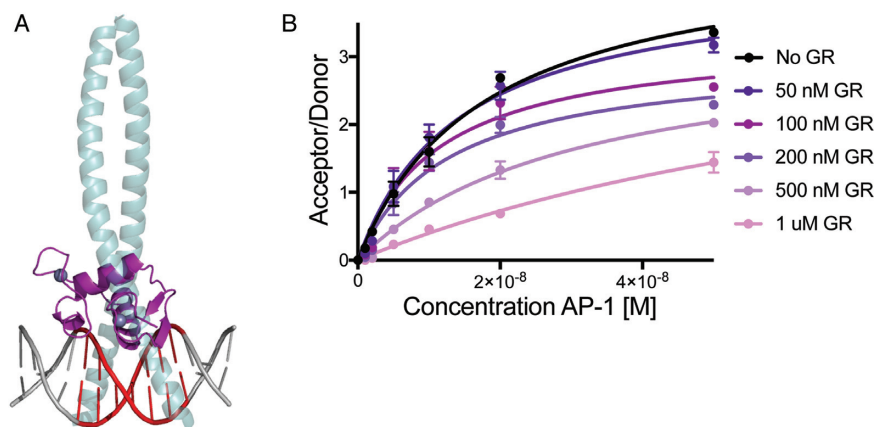 A
B
Acceptor/Donor
3
2
1
0
0
2×10⁻⁸
4×10⁻⁸
Concentration AP-1 [M]
No GR
50 nM GR
100 nM GR
200 nM GR
500 nM GR
1 uM GR